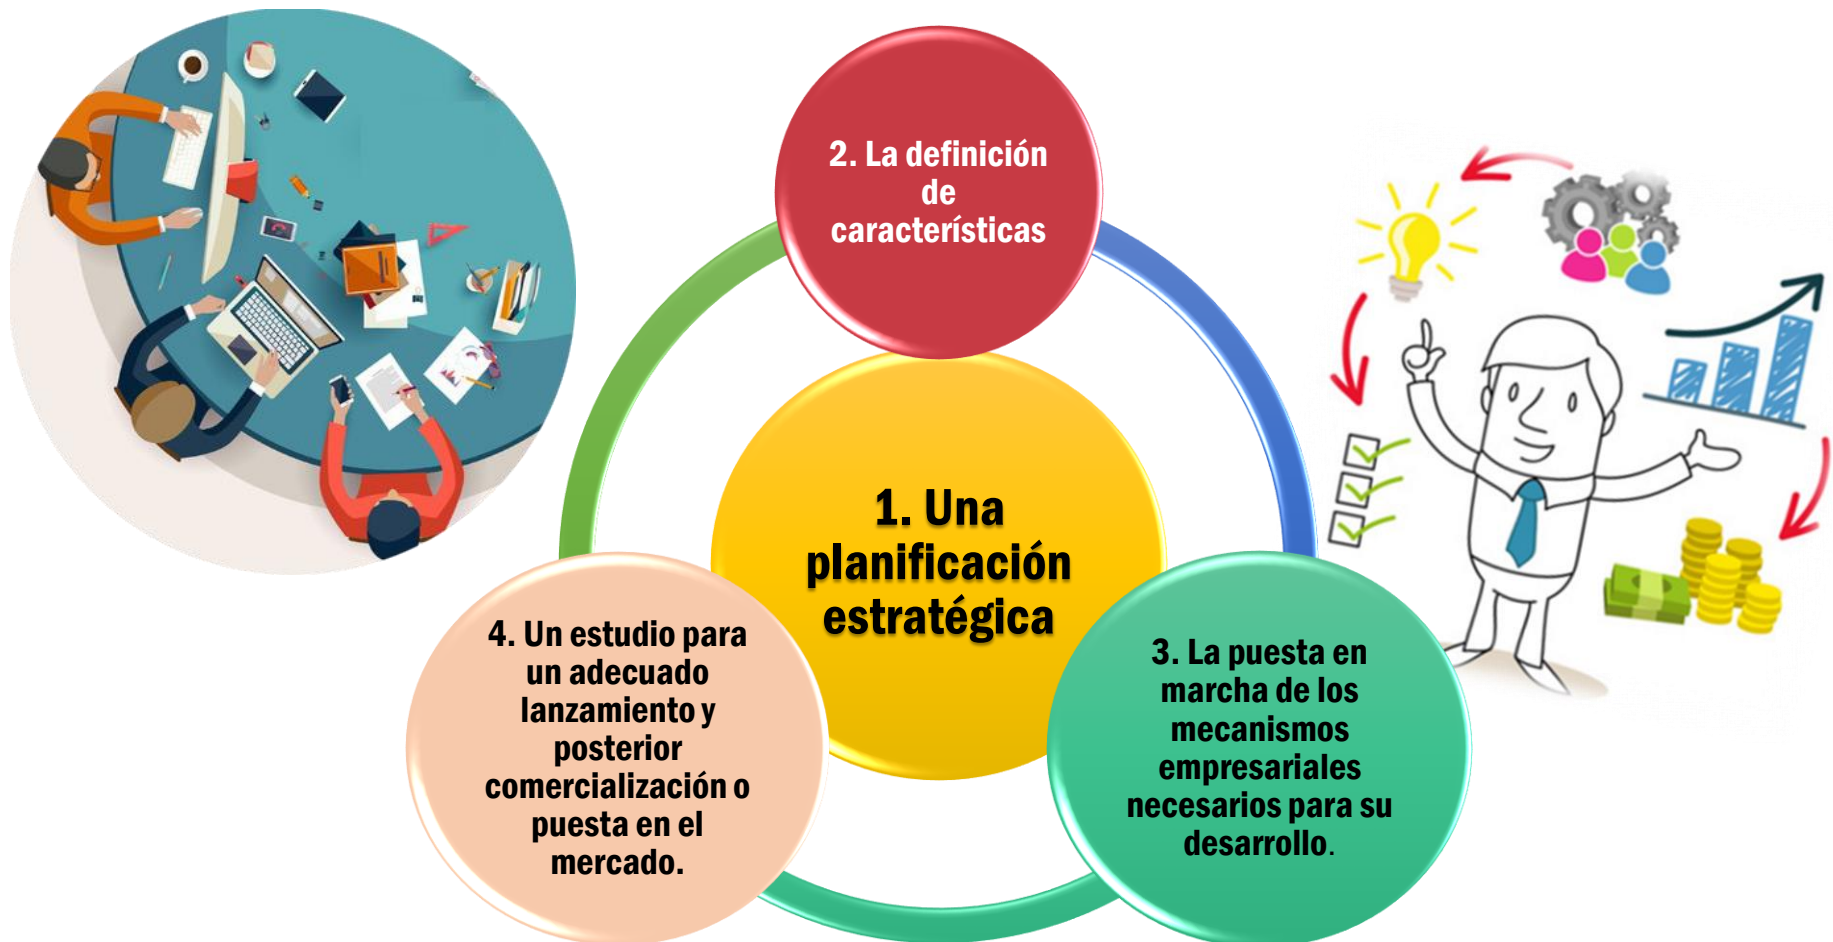 2. La definición
de
características
1. Una
planificación
estratégica
3. La puesta en
marcha de los
mecanismos
empresariales
necesarios para su
desarrollo.
4. Un estudio para
un adecuado
lanzamiento y
posterior
comercialización o
puesta en el
mercado.